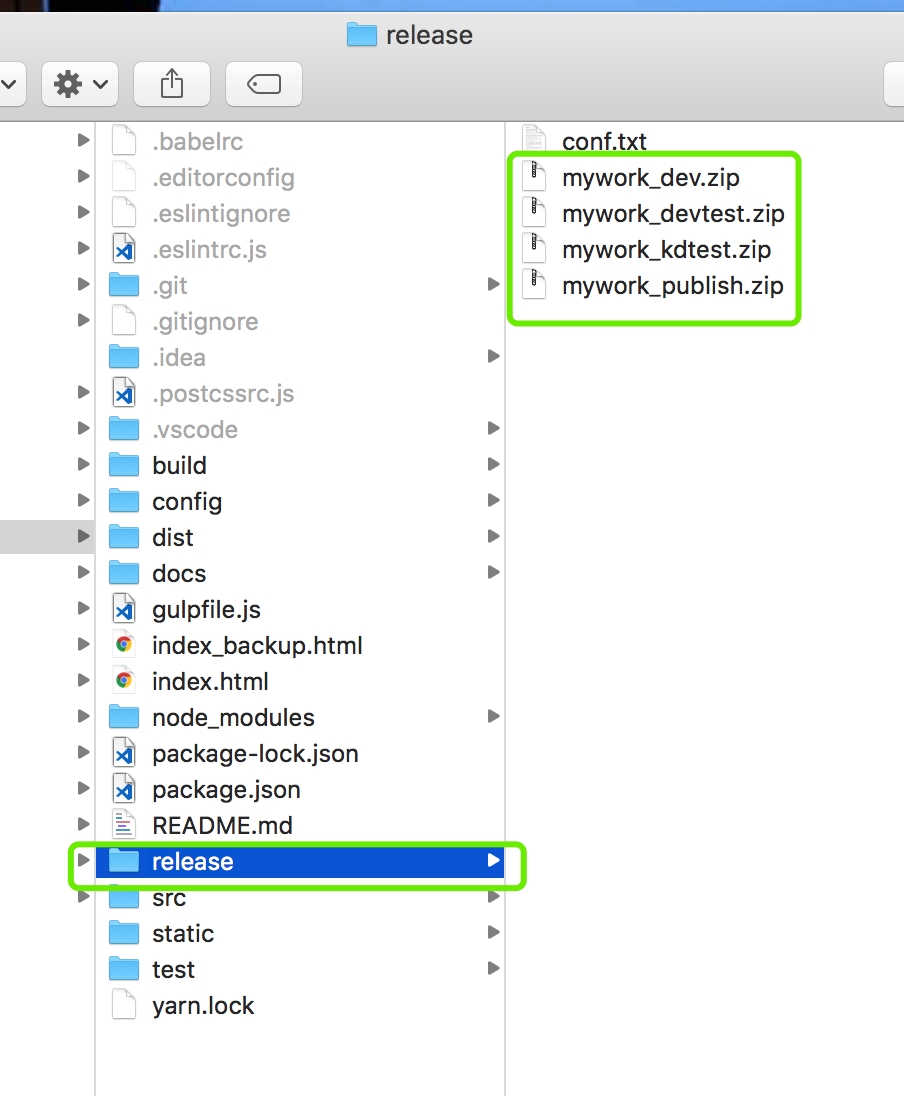 release
.babelrc
.editorconfig
.eslintignore
.eslintrc.js
.git
.gitignore
.idea
.postcssrc.js
.vscode
build
config
dist
docs
gulpfile.js
index_backup.html
index.html
node_modules
package-lock.json
package.json
README.md
release
src
static
test
yarn.lock
conf.txt
mywork_dev.zip
mywork_devtest.zip
mywork_kdtest.zip
mywork_publish.zip